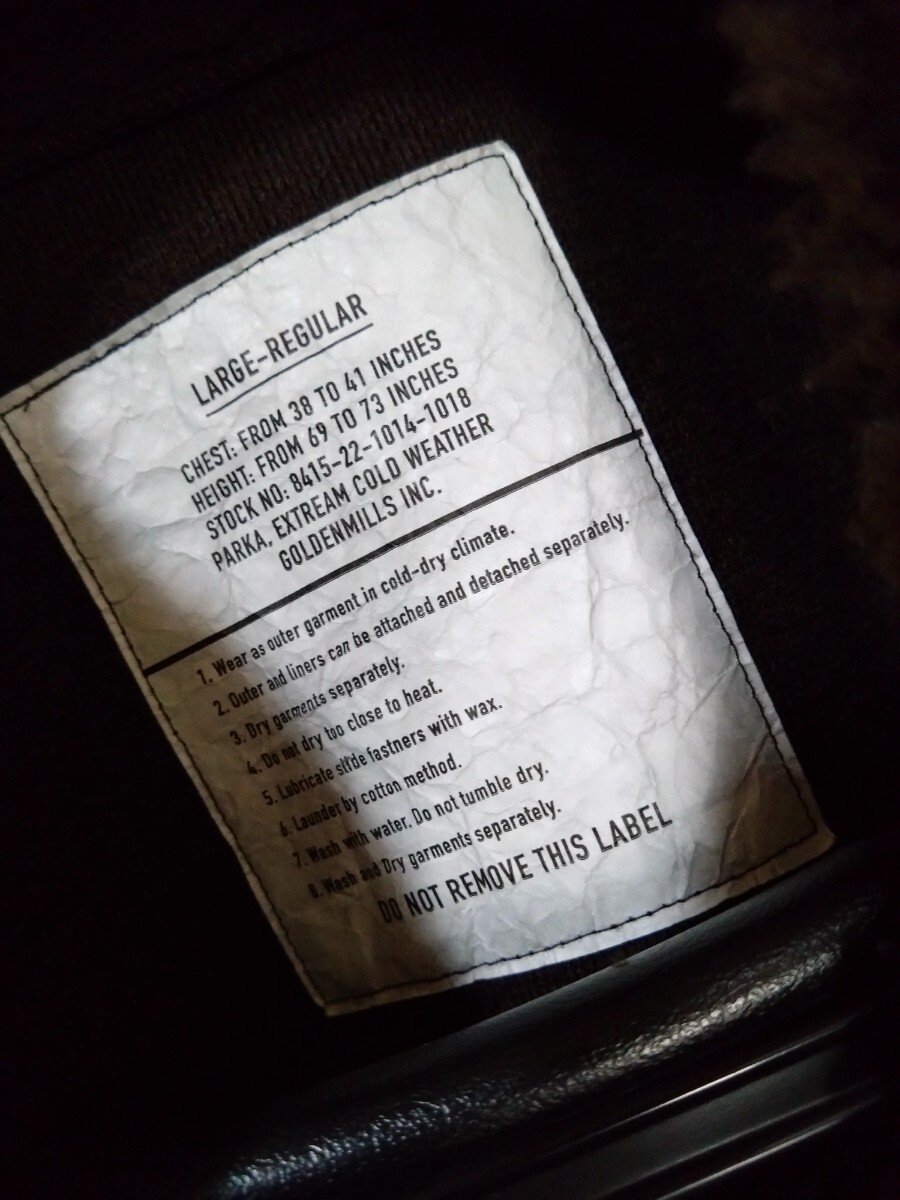 LARGE-REGULAR
CHEST: FROM 38 TO 41 INCHES
HEIGHT: FROM 69 TO 73 INCHES
STOCK NO: 8415-22-1014-1018
PARKA, EXTREAM COLD WEATHER
GOLDENMILLS INC.
1. Wear as outer garment in cold-dry climate.
2. Outer and liners can be attached and detached separately.
3. Dry garments separately.
4. Do not dry too close to heat.
5. Lubricate slide fastners with wax.
6. Launder by cotton method.
7. Wash with water. Do not tumble dry.
8. Wash and Dry garments separately.
DO NOT REMOVE THIS LABEL